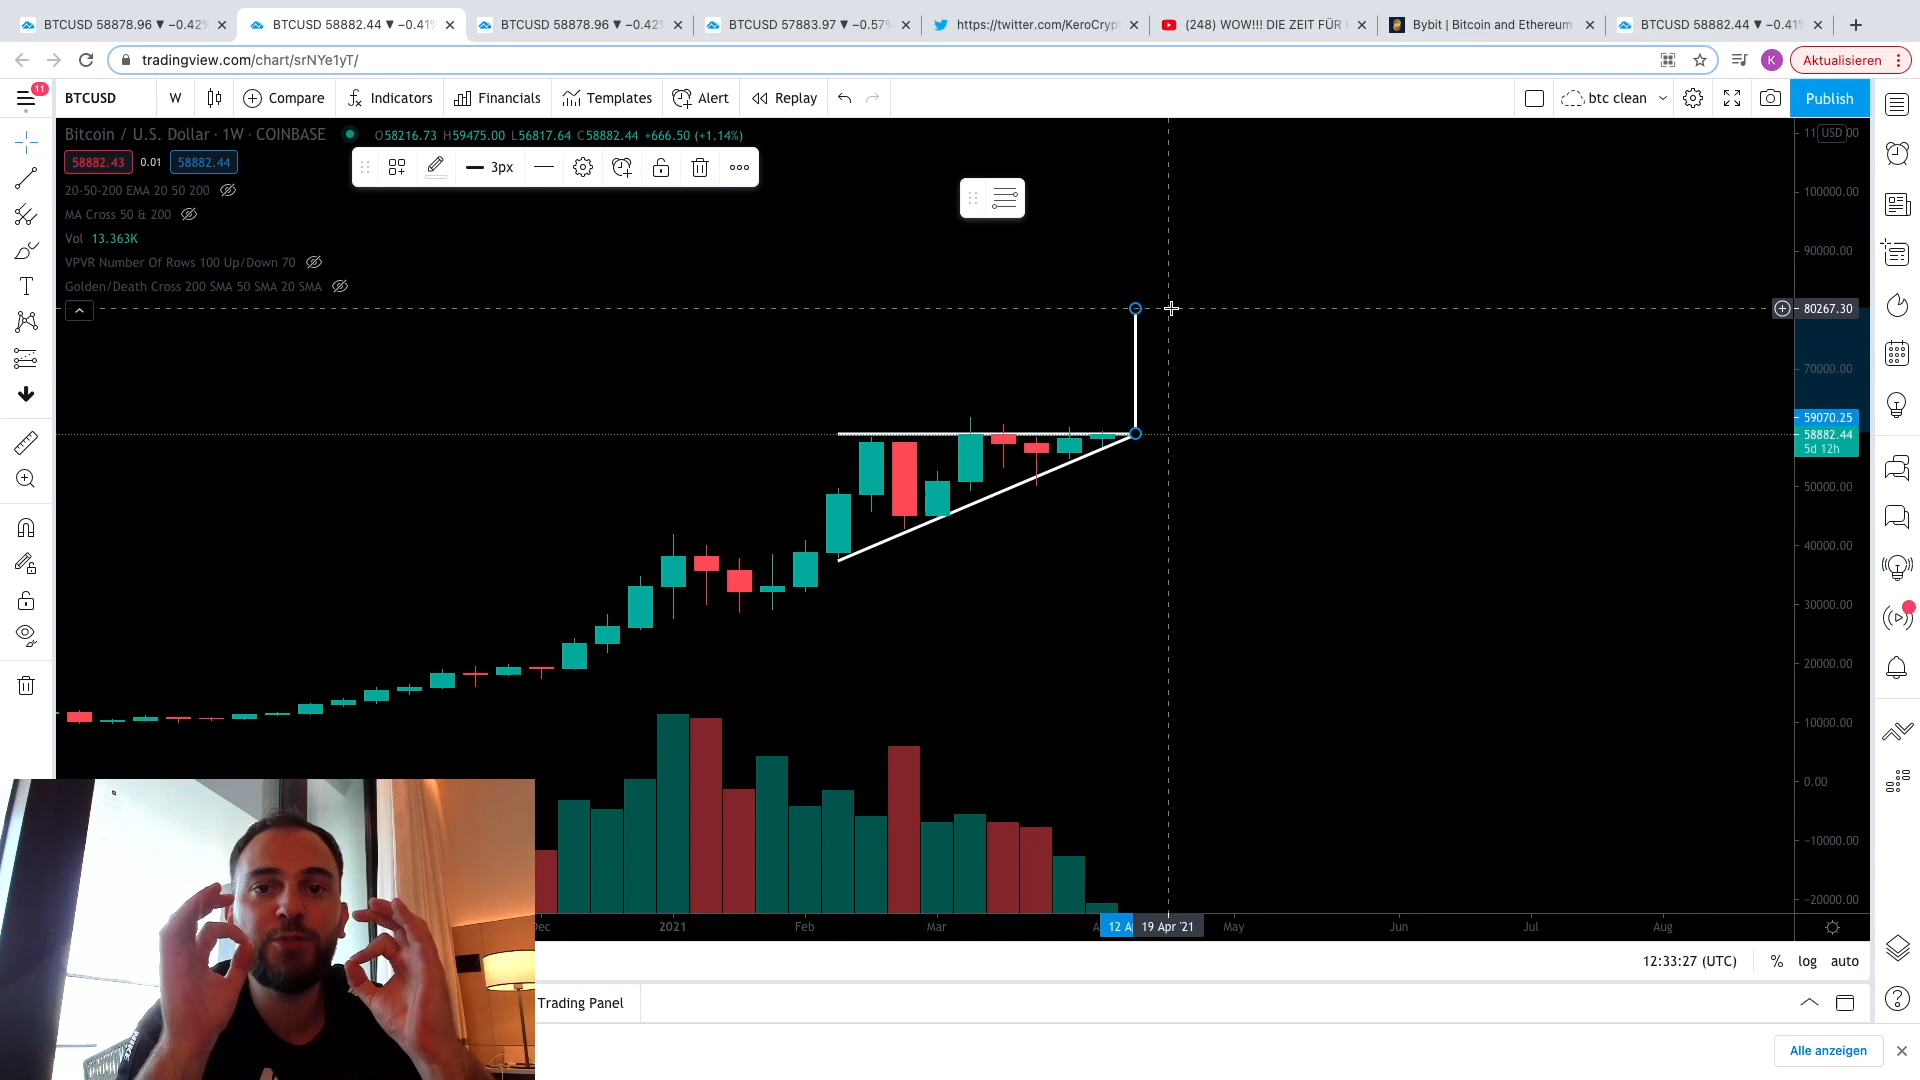 BTCUSD 58878.96 ▼ −0.42%
BTCUSD 58882.44 ▼ −0.41%
BTCUSD 58878.96 ▼ −0.42%
BTCUSD 57883.97 ▼ −0.57%
https://twitter.com/KeroCryp
(248) WOW!!! DIE ZEIT FÜR
Bybit | Bitcoin and Ethereum
BTCUSD 58882.44 ▼ −0.41%
tradingview.com/chart/srNYe1yT/
K
Aktualisieren
11
BTCUSD
W
Compare
Indicators
Financials
Templates
Alert
Replay
btc clean
Publish
Bitcoin / U.S. Dollar · 1W · COINBASE
O58216.73 H59475.00 L56817.64 C58882.44 +666.50 (+1.14%)
58882.43
0.01
58882.44
3px
20-50-200 EMA 20 50 200
MA Cross 50 & 200
Vol 13.363K
VPVR Number Of Rows 100 Up/Down 70
Golden/Death Cross 200 SMA 50 SMA 20 SMA
USD
100000.00
90000.00
80267.30
70000.00
59070.25
58882.44
5d 12h
50000.00
40000.00
30000.00
20000.00
10000.00
0.00
−10000.00
−20000.00
Dec
2021
Feb
Mar
12 A
19 Apr '21
May
Jun
Jul
Aug
12:33:27 (UTC)
%
log
auto
Trading Panel
Alle anzeigen